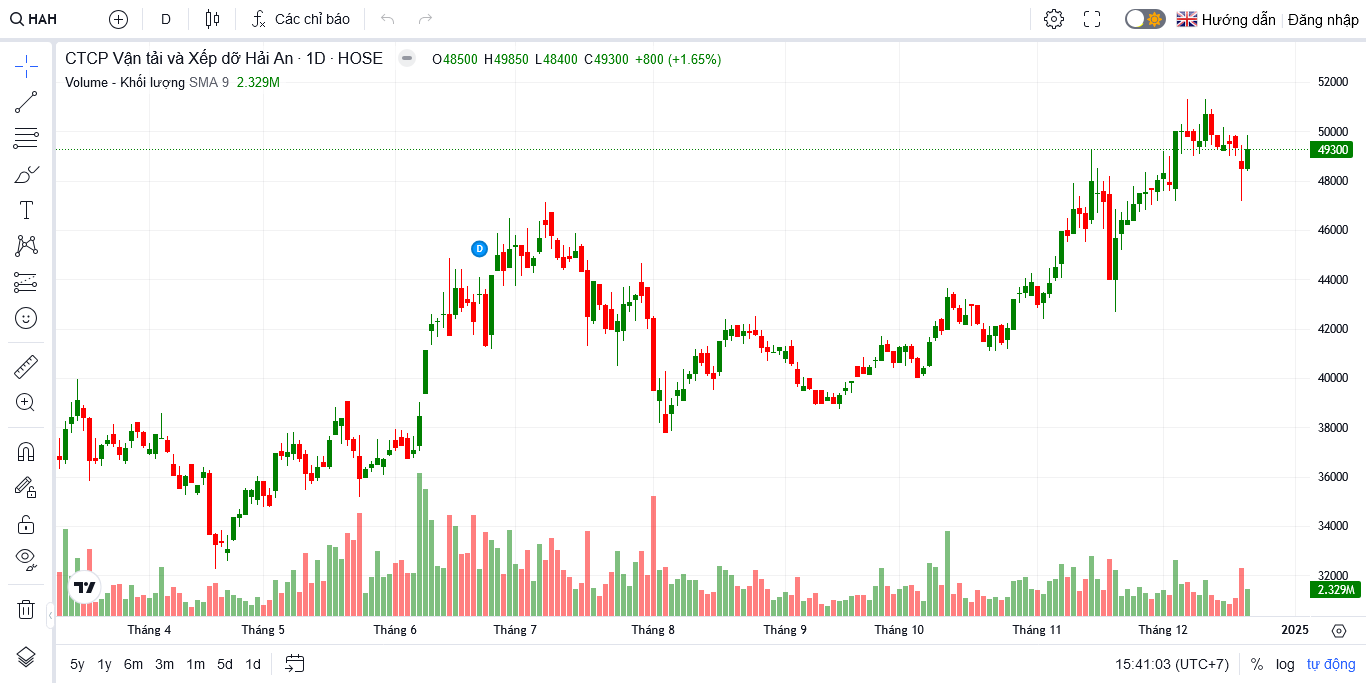 HAH D Các chỉ báo Hướng dẫn Đăng nhập
CTCP Vận tải và Xếp dỡ Hải An · 1D · HOSE O48500 H49850 L48400 C49300 +800 (+1.65%)
Volume - Khối lượng SMA 9 2.329M
52000
50000
49300
48000
46000
44000
42000
40000
38000
36000
34000
32000
2.329M
D
Tháng 4 Tháng 5 Tháng 6 Tháng 7 Tháng 8 Tháng 9 Tháng 10 Tháng 11 Tháng 12 2025
5y 1y 6m 3m 1m 5d 1d 15:41:03 (UTC+7) % log tự động